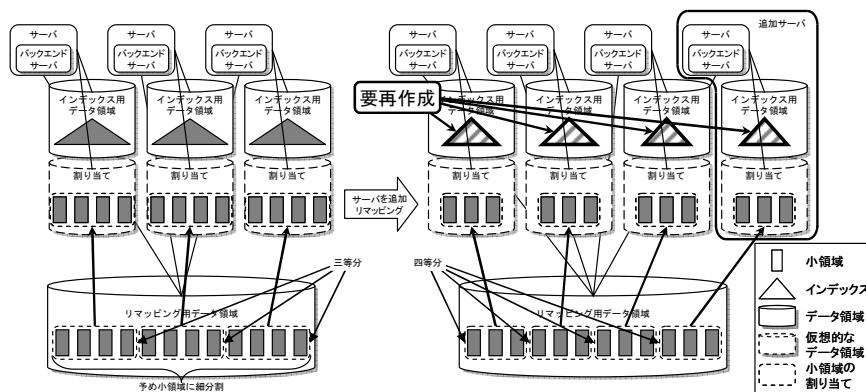 サーバ
バックエンド
サーバ
サーバ
バックエンド
サーバ
サーバ
バックエンド
サーバ
インデックス用
データ領域
インデックス用
データ領域
インデックス用
データ領域
割り当て
割り当て
割り当て
三等分
リマッピング用データ領域
予め小領域に細分割
サーバを追加
リマッピング
サーバ
バックエンド
サーバ
サーバ
バックエンド
サーバ
サーバ
バックエンド
サーバ
サーバ
バックエンド
サーバ
追加サーバ
要再作成
インデックス用
データ領域
インデックス用
データ領域
インデックス用
データ領域
インデックス用
データ領域
割り当て
割り当て
割り当て
割り当て
四等分
リマッピング用データ領域
小領域
インデックス
データ領域
仮想的な
データ領域
小領域の
割り当て